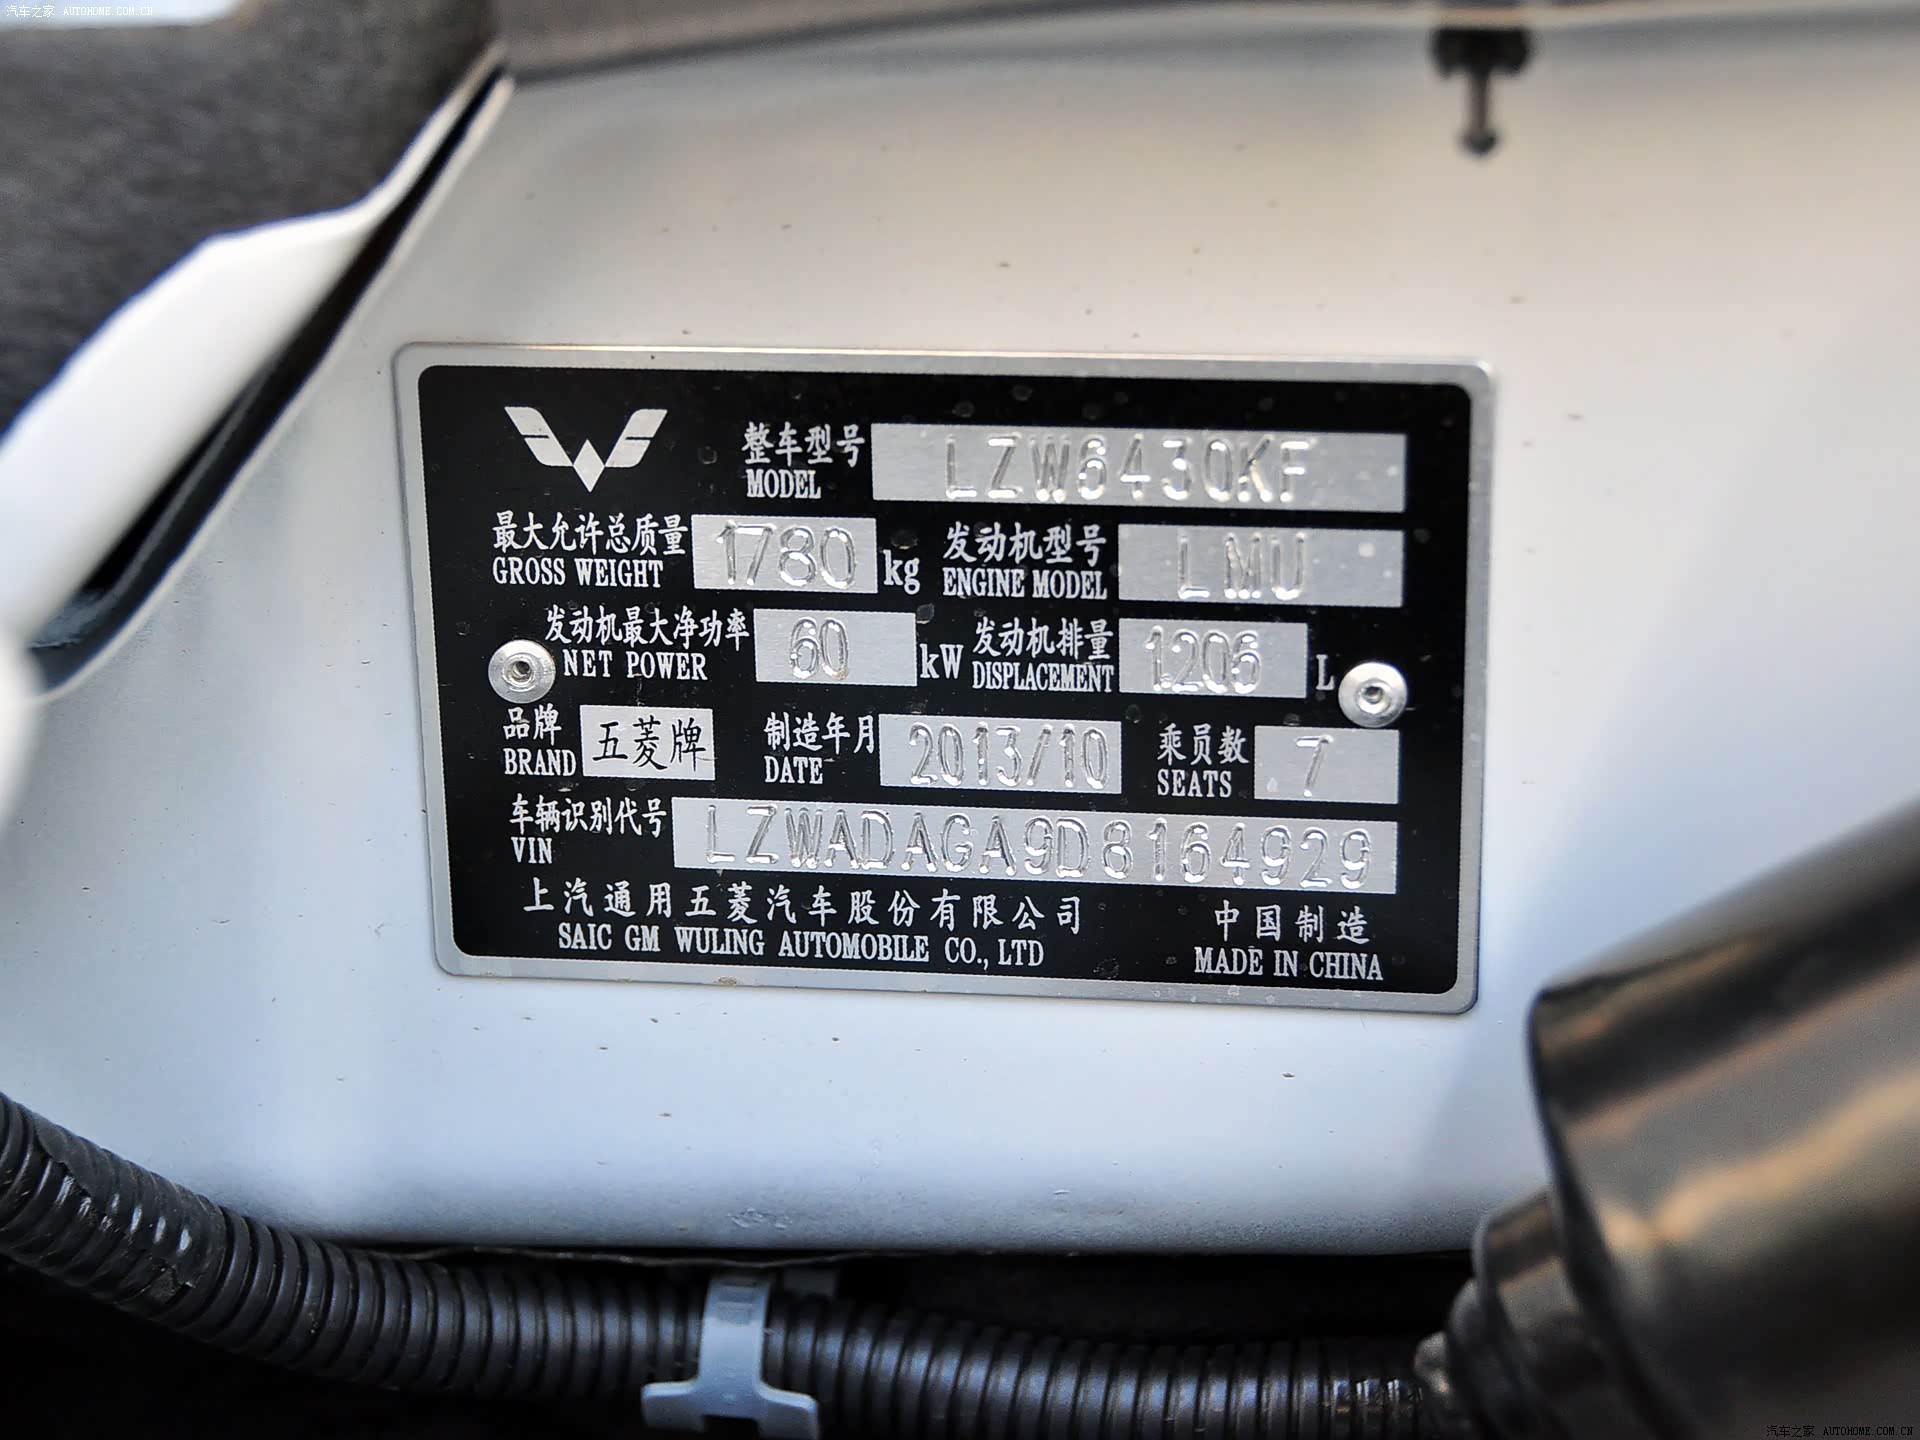 汽车之家 AUTOHOME.COM.CN
整车型号 LZW6430KF
MODEL
最大允许总质量 1780 kg 发动机型号 LMU
GROSS WEIGHT ENGINE MODEL
发动机最大净功率 60 kW 发动机排量 1.206 L
NET POWER DISPLACEMENT
品牌 五菱牌 制造年月 2013/10 乘员数 7
BRAND DATE SEATS
车辆识别代号 LZWADAGA9D8164929
VIN
上汽通用五菱汽车股份有限公司 中国制造
SAIC GM WULING AUTOMOBILE CO., LTD MADE IN CHINA
汽车之家 AUTOHOME.COM.CN